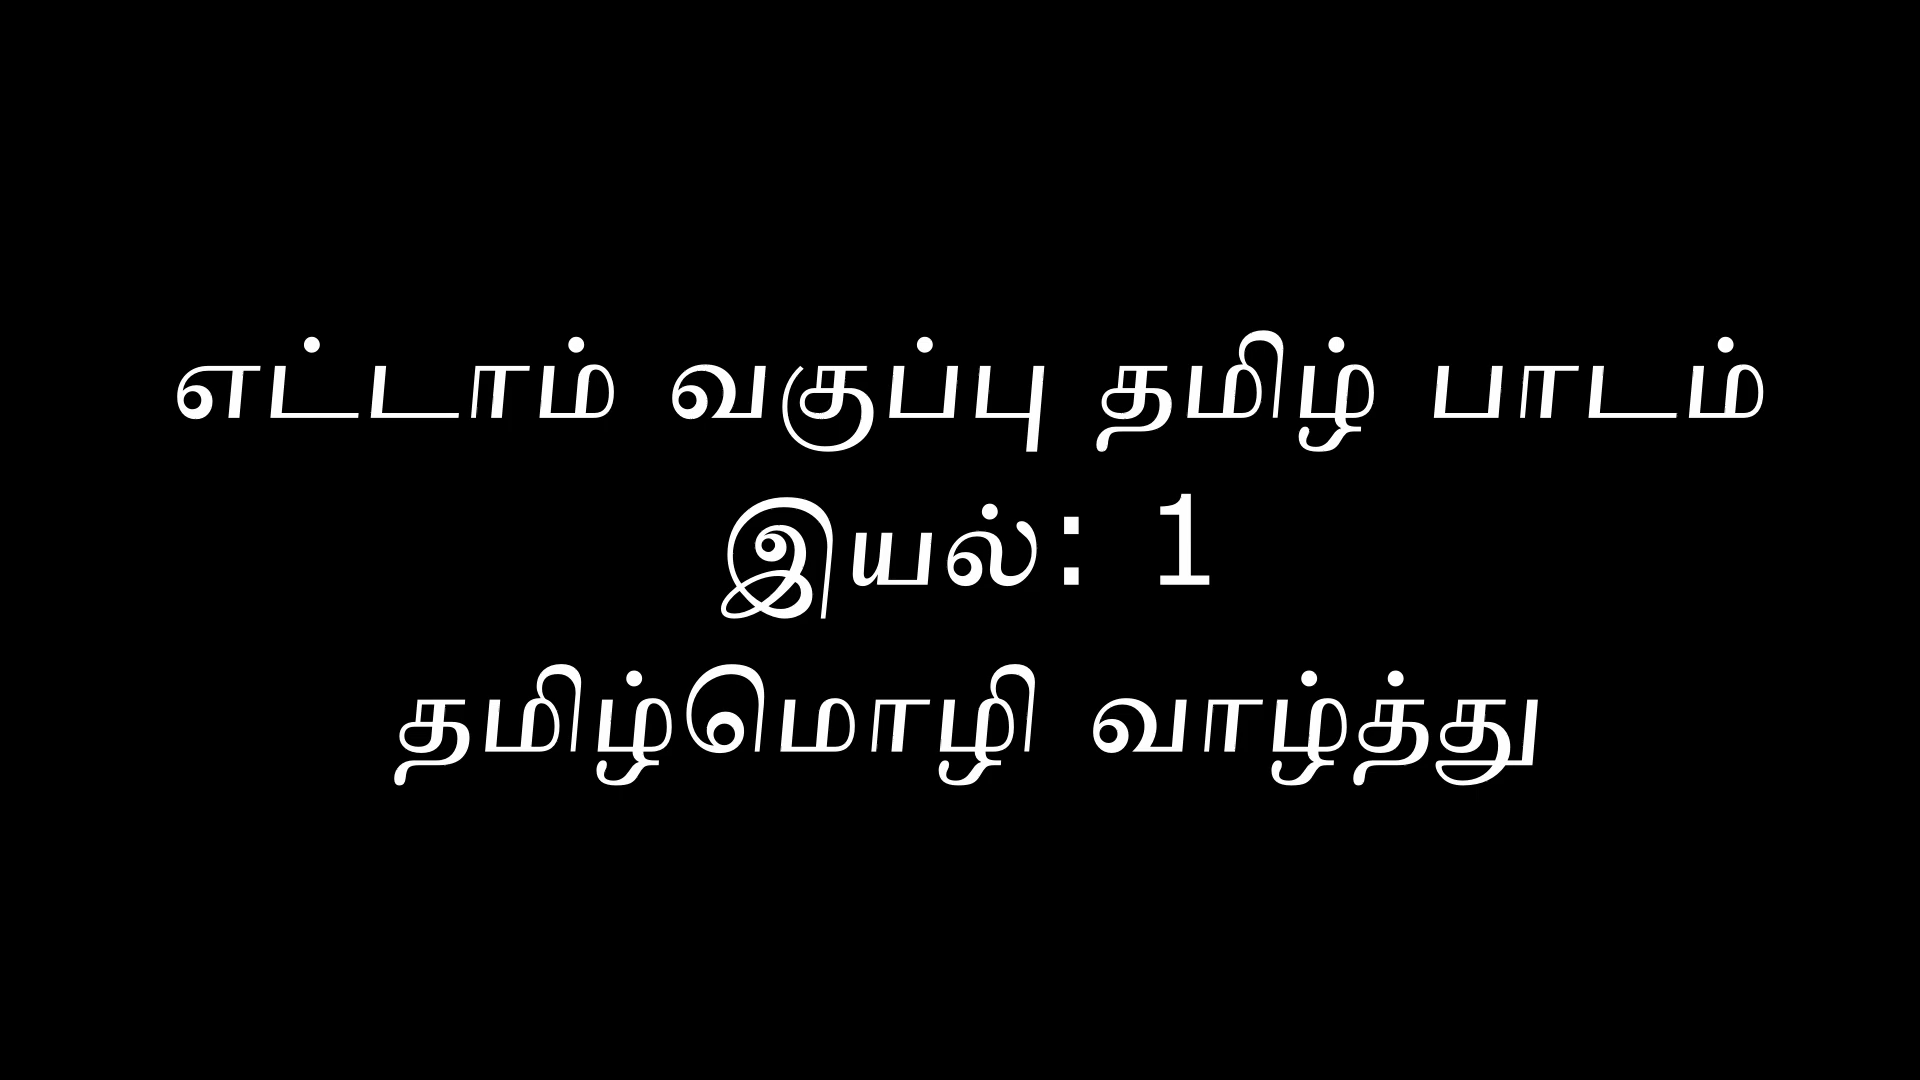 எட்டாம் வகுப்பு தமிழ் பாடம்
இயல்: 1
தமிழ்மொழி வாழ்த்து